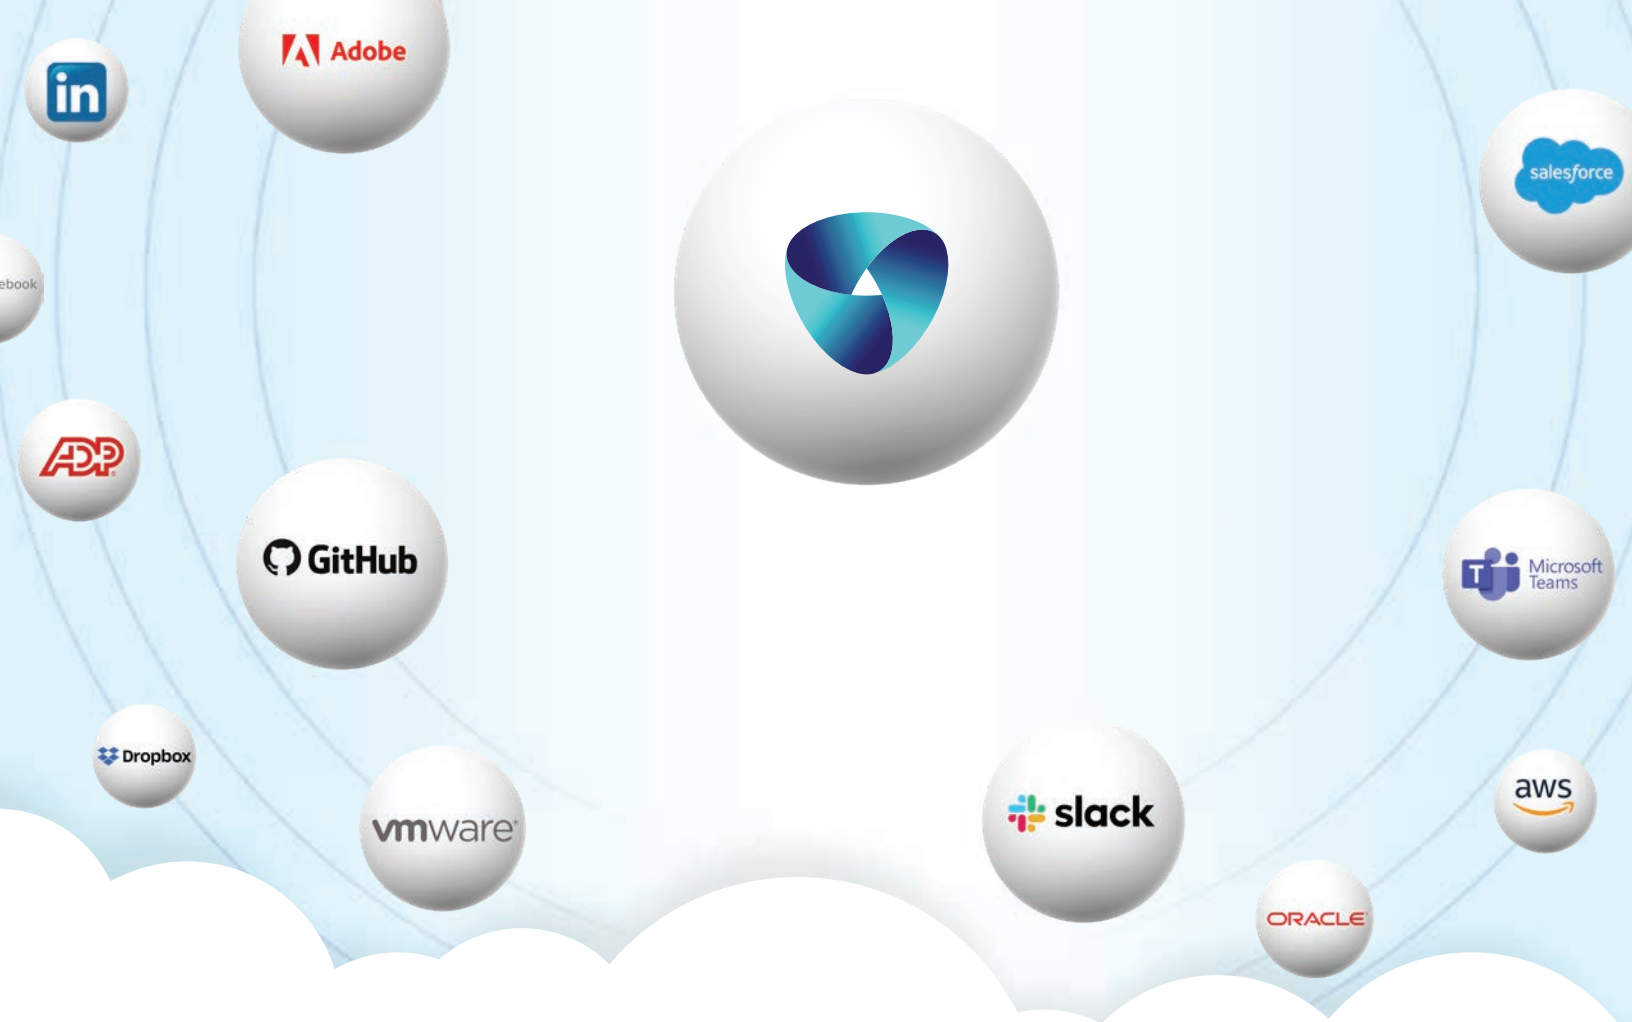 Adobe
in
salesforce
ebook
ADP
GitHub
Microsoft
Teams
Dropbox
aws
slack
vmware
ORACLE